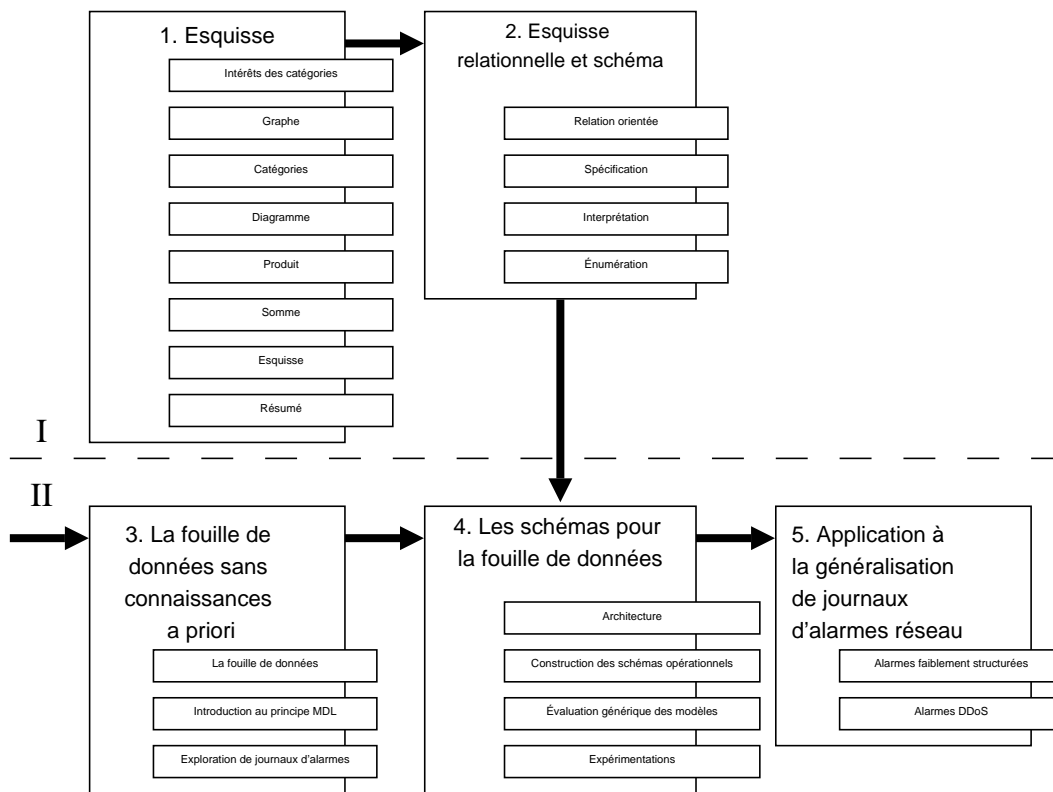 1. Esquisse
Intérêts des catégories
Graphe
Catégories
Diagramme
Produit
Somme
Esquisse
Résumé
2. Esquisse
relationnelle et schéma
Relation orientée
Spécification
Interprétation
Énumération
I
II
3. La fouille de
données sans
connaissances
a priori
La fouille de données
Introduction au principe MDL
Exploration de journaux d'alarmes
4. Les schémas pour
la fouille de données
Architecture
Construction des schémas opérationnels
Évaluation générique des modèles
Expérimentations
5. Application à
la généralisation
de journaux
d'alarmes réseau
Alarmes faiblement structurées
Alarmes DDoS